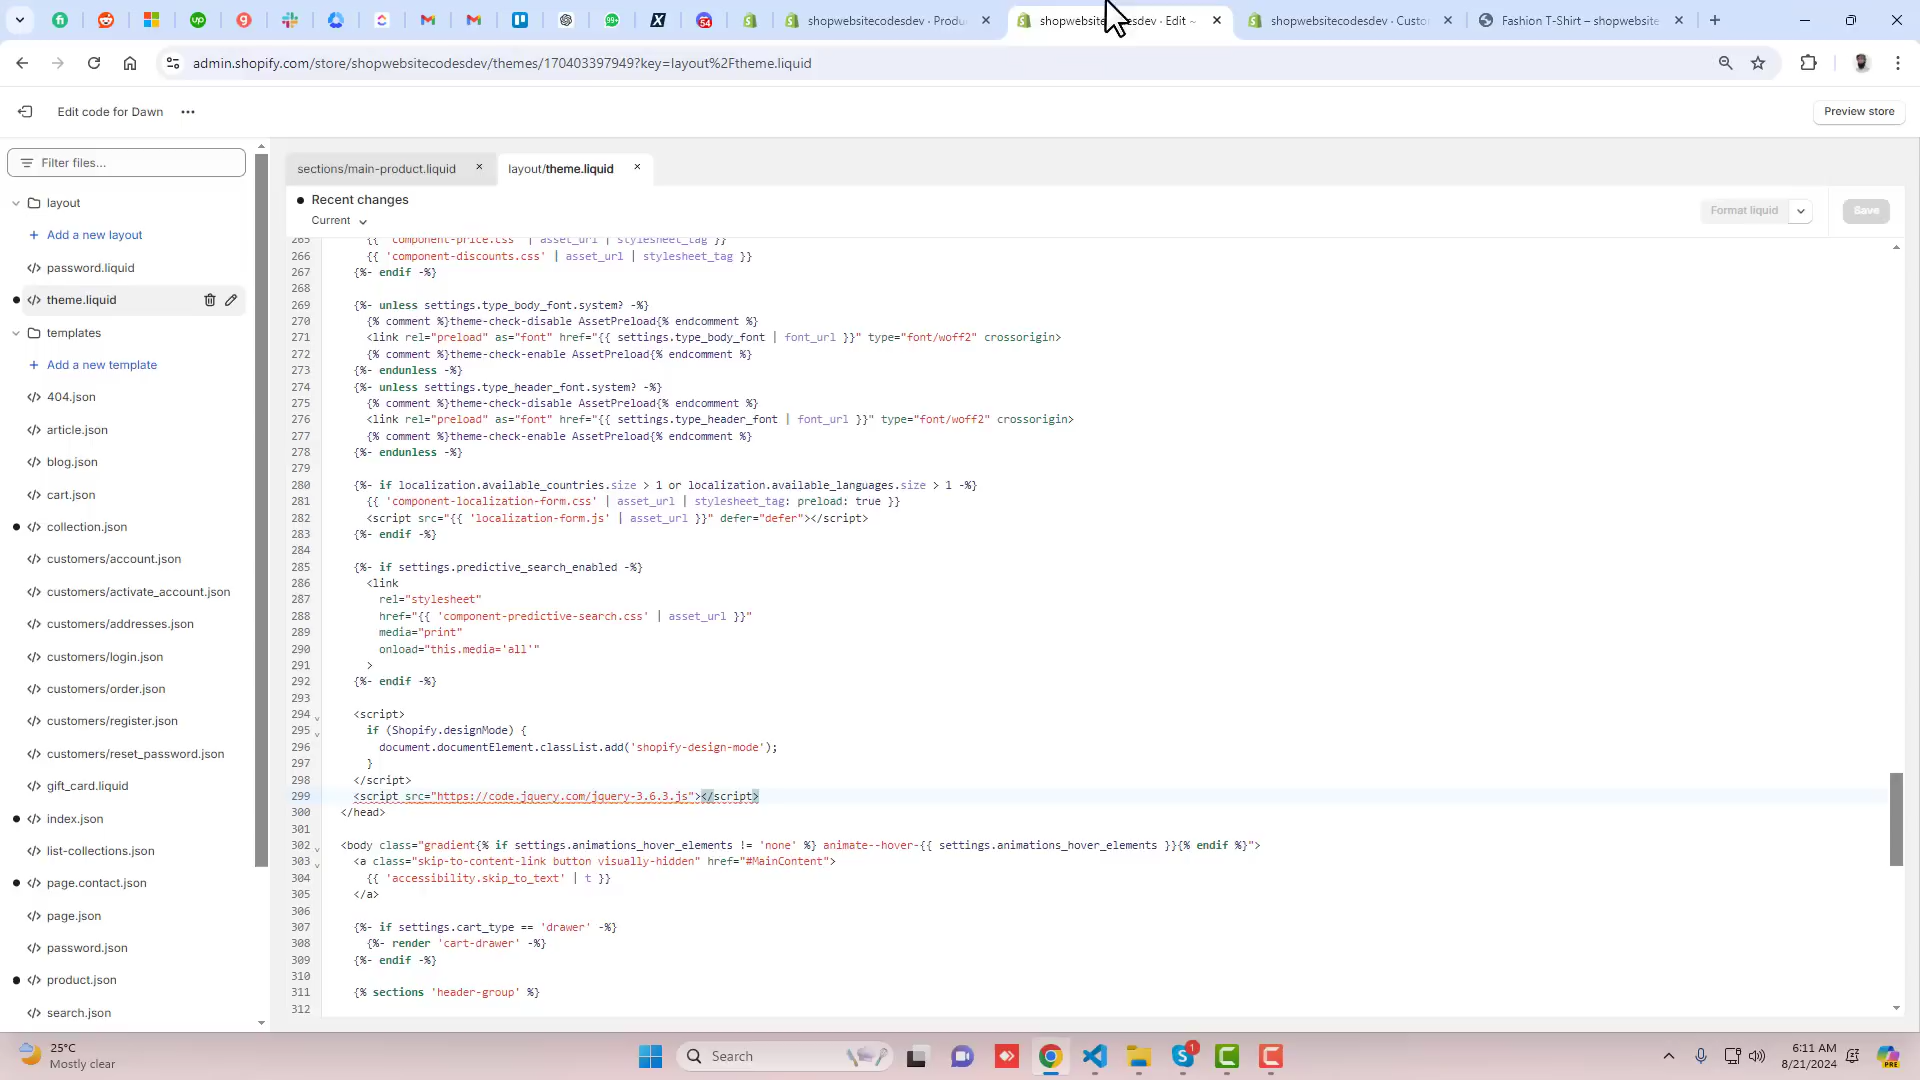 shopwebsitecodesdev · Produ
shopwebsitecodesdev · Edit ~
shopwebsitecodesdev · Custo
Fashion T-Shirt – shopwebsite
admin.shopify.com/store/shopwebsitecodesdev/themes/170403397949?key=layout%2Ftheme.liquid
Edit code for Dawn
Preview store
Filter files...
sections/main-product.liquid
layout/theme.liquid
Recent changes
Current
Format liquid
Save
layout
Add a new layout
password.liquid
theme.liquid
templates
Add a new template
404.json
article.json
blog.json
cart.json
collection.json
customers/account.json
customers/activate_account.json
customers/addresses.json
customers/login.json
customers/order.json
customers/register.json
customers/reset_password.json
gift_card.liquid
index.json
list-collections.json
page.contact.json
page.json
password.json
product.json
search.json
265 {{ 'component-price.css' | asset_url | stylesheet_tag }}
266 {{ 'component-discounts.css' | asset_url | stylesheet_tag }}
267 {%- endif -%}
268
269 {%- unless settings.type_body_font.system? -%}
270 {% comment %}theme-check-disable AssetPreload{% endcomment %}
271 <link rel="preload" as="font" href="{{ settings.type_body_font | font_url }}" type="font/woff2" crossorigin>
272 {% comment %}theme-check-enable AssetPreload{% endcomment %}
273 {%- endunless -%}
274 {%- unless settings.type_header_font.system? -%}
275 {% comment %}theme-check-disable AssetPreload{% endcomment %}
276 <link rel="preload" as="font" href="{{ settings.type_header_font | font_url }}" type="font/woff2" crossorigin>
277 {% comment %}theme-check-enable AssetPreload{% endcomment %}
278 {%- endunless -%}
279
280 {%- if localization.available_countries.size > 1 or localization.available_languages.size > 1 -%}
281 {{ 'component-localization-form.css' | asset_url | stylesheet_tag: preload: true }}
282 <script src="{{ 'localization-form.js' | asset_url }}" defer="defer"></script>
283 {%- endif -%}
284
285 {%- if settings.predictive_search_enabled -%}
286 <link
287 rel="stylesheet"
288 href="{{ 'component-predictive-search.css' | asset_url }}"
289 media="print"
290 onload="this.media='all'"
291 >
292 {%- endif -%}
293
294 <script>
295 if (Shopify.designMode) {
296 document.documentElement.classList.add('shopify-design-mode');
297 }
298 </script>
299 <script src="https://code.jquery.com/jquery-3.6.3.js"></script>
300 </head>
301
302 <body class="gradient{% if settings.animations_hover_elements != 'none' %} animate--hover-{{ settings.animations_hover_elements }}{% endif %}">
303 <a class="skip-to-content-link button visually-hidden" href="#MainContent">
304 {{ 'accessibility.skip_to_text' | t }}
305 </a>
306
307 {%- if settings.cart_type == 'drawer' -%}
308 {%- render 'cart-drawer' -%}
309 {%- endif -%}
310
311 {% sections 'header-group' %}
312
25°C
Mostly clear
Search
1
6:11 AM
8/21/2024
PRE